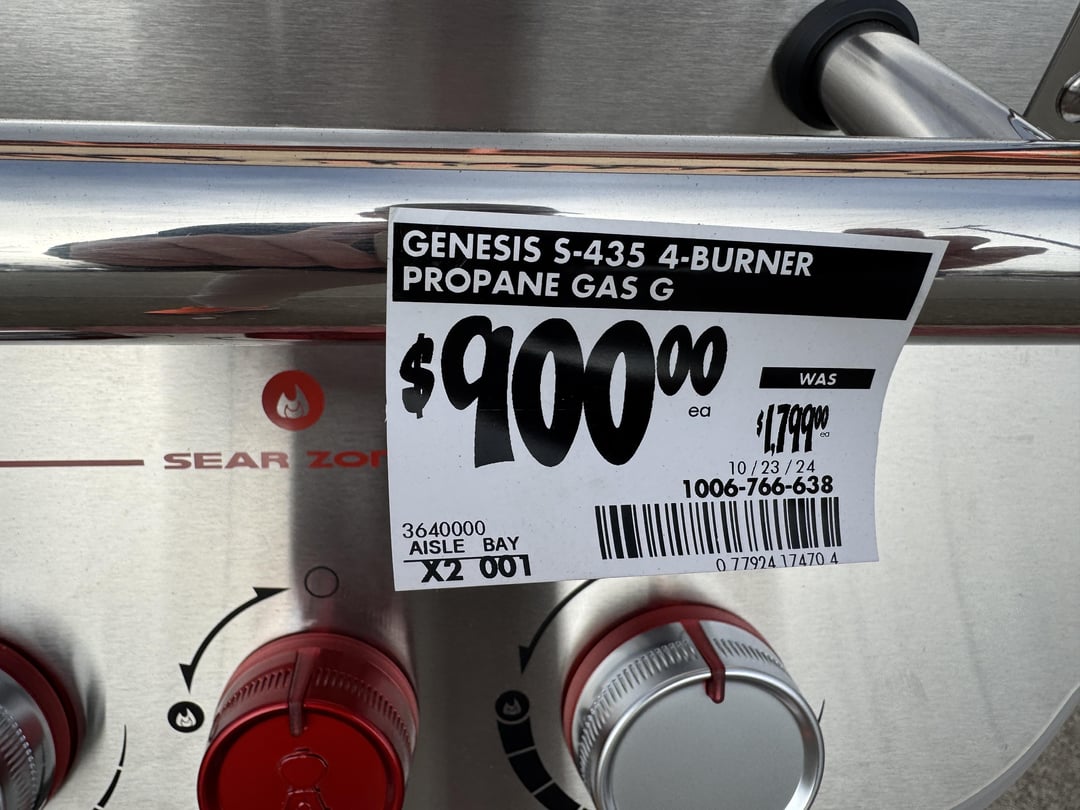 GENESIS S-435 4-BURNER
PROPANE GAS G
$900.00
ea
WAS
$1,799.00
ea
10/23/24
1006-766-638
3640000
AISLE BAY
X2 001
0 77924 17470 4
SEAR ZO